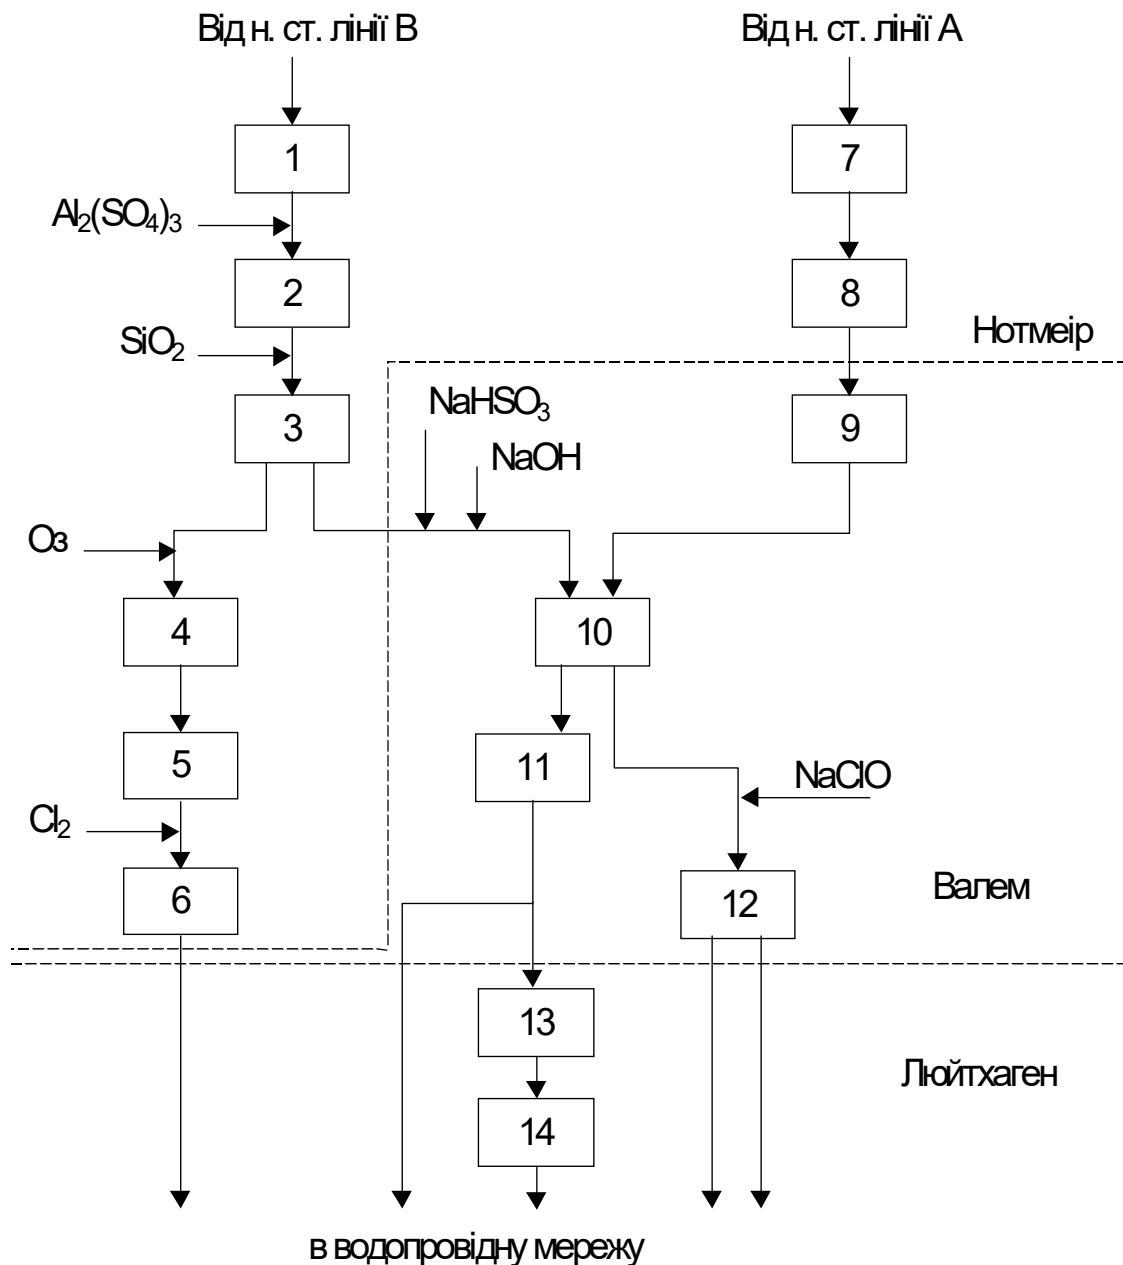 Від н. ст. лінії В
Від н. ст. лінії А
1
7
Al₂(SO₄)₃
2
8
SiO₂
Нотмеір
NaHSO₃
3
9
NaOH
Оз
4
10
5
11
NaClO
Cl₂
6
12
Валем
13
Люйтхаген
14
в водопровідну мережу